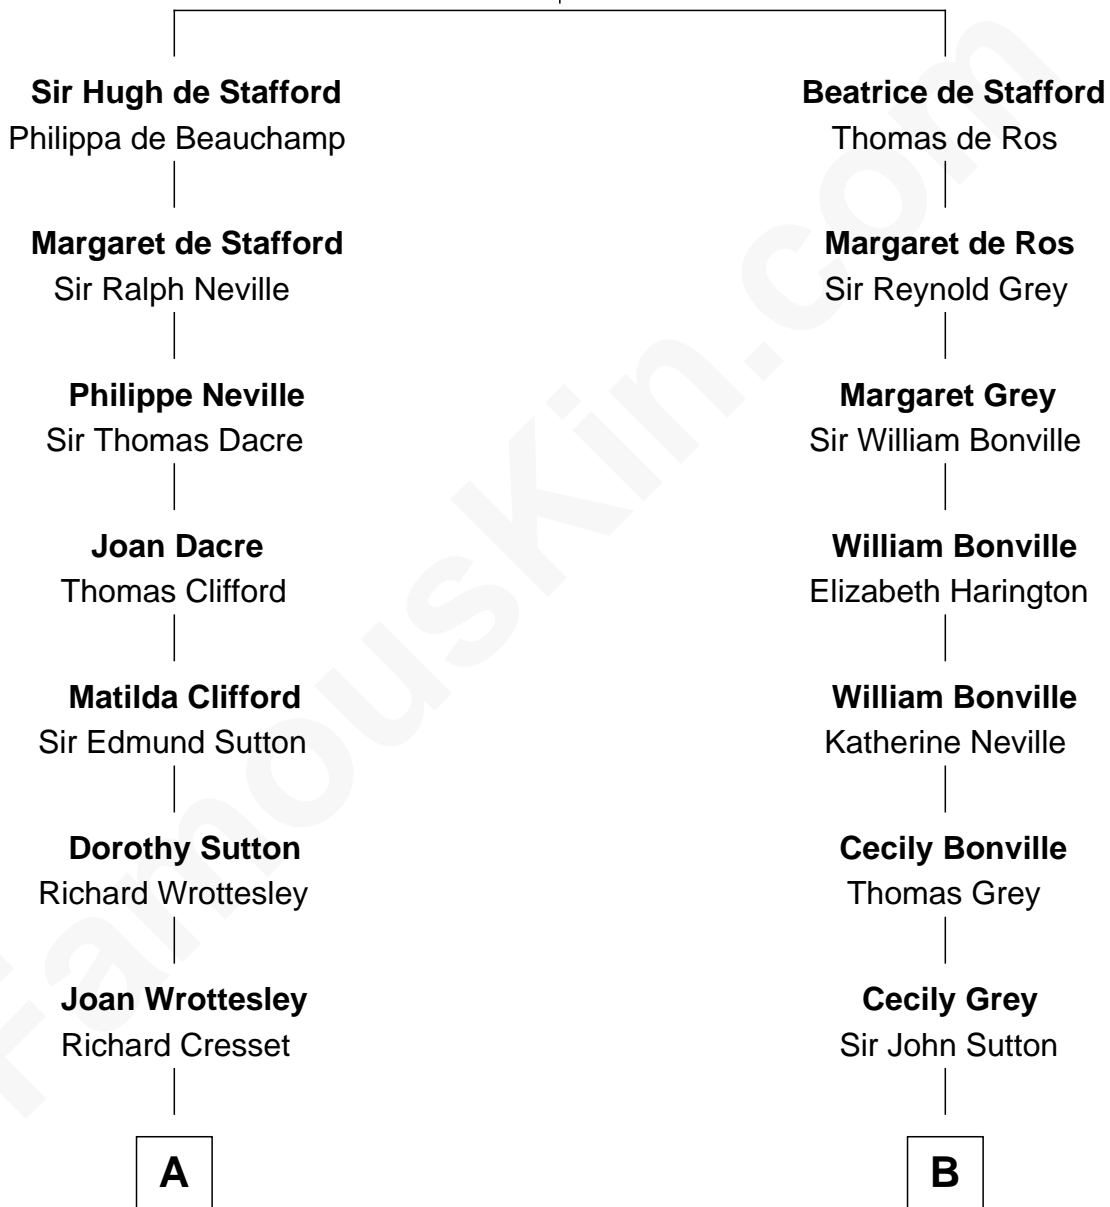 Sir Hugh de Stafford
Philippa de Beauchamp
Margaret de Stafford
Sir Ralph Neville
Philippe Neville
Sir Thomas Dacre
Joan Dacre
Thomas Clifford
Matilda Clifford
Sir Edmund Sutton
Dorothy Sutton
Richard Wrottesley
Joan Wrottesley
Richard Cresset
A
Beatrice de Stafford
Thomas de Ros
Margaret de Ros
Sir Reynold Grey
Margaret Grey
Sir William Bonville
William Bonville
Elizabeth Harington
William Bonville
Katherine Neville
Cecily Bonville
Thomas Grey
Cecily Grey
Sir John Sutton
B
FamousKin.com